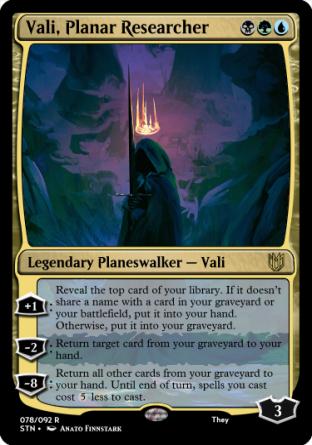 Vali, Planar Researcher
Legendary Planeswalker — Vali
+1
Reveal the top card of your library. If it doesn't
share a name with a card in your graveyard or
your battlefield, put it into your hand.
Otherwise, put it into your graveyard.
-2
Return target card from your graveyard to your
hand.
-8
Return all other cards from your graveyard
to your hand. Until end of turn, spells you cast
cost 5 less to cast.
3
078/092 R
STN • Anato Finnstark
They